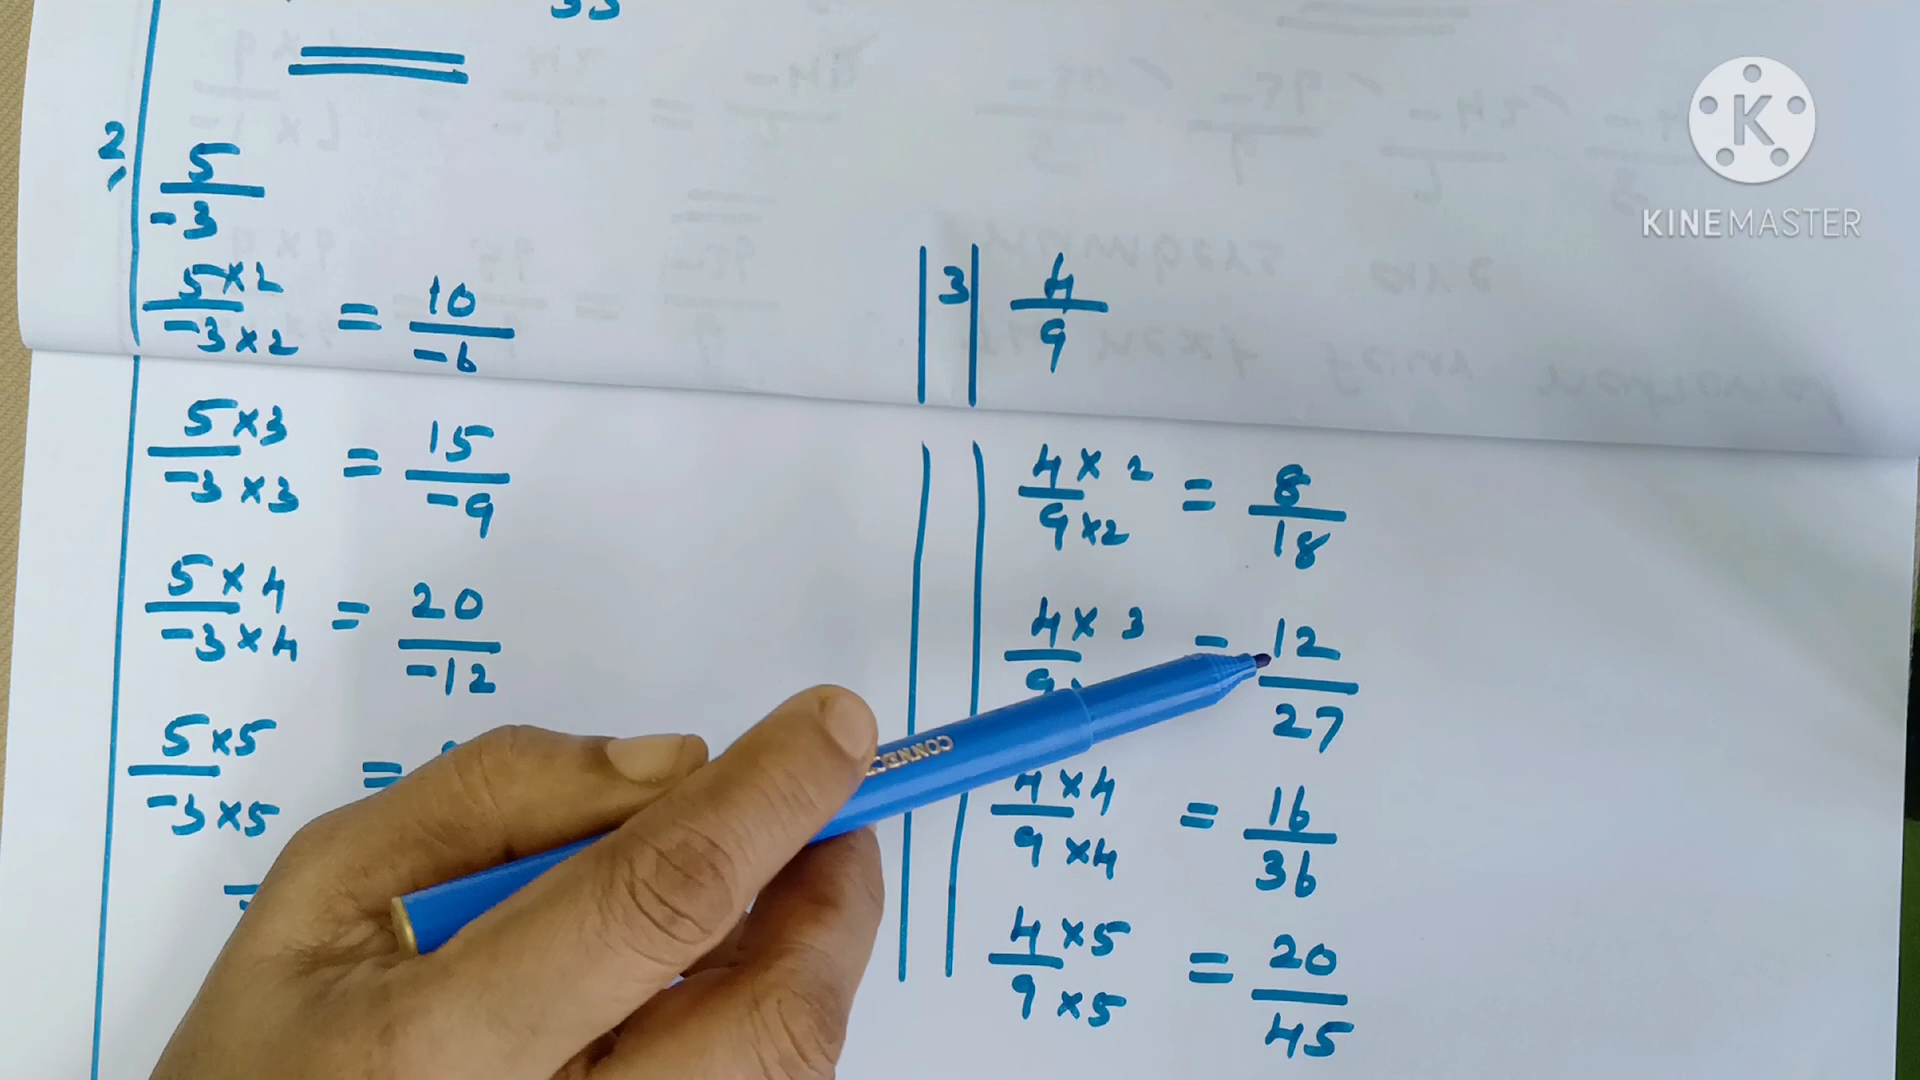 2
5
-3
5×2
-3×2 = 10
-6
5×3
-3×3 = 15
-9
5×4
-3×4 = 20
-12
5×5
-3×5 =
3
4
9
4×2
9×2 = 8
18
4×3
9 = 12
27
4×4
9×4 = 16
36
4×5
9×5 = 20
45
CONNECT
K
KINEMASTER